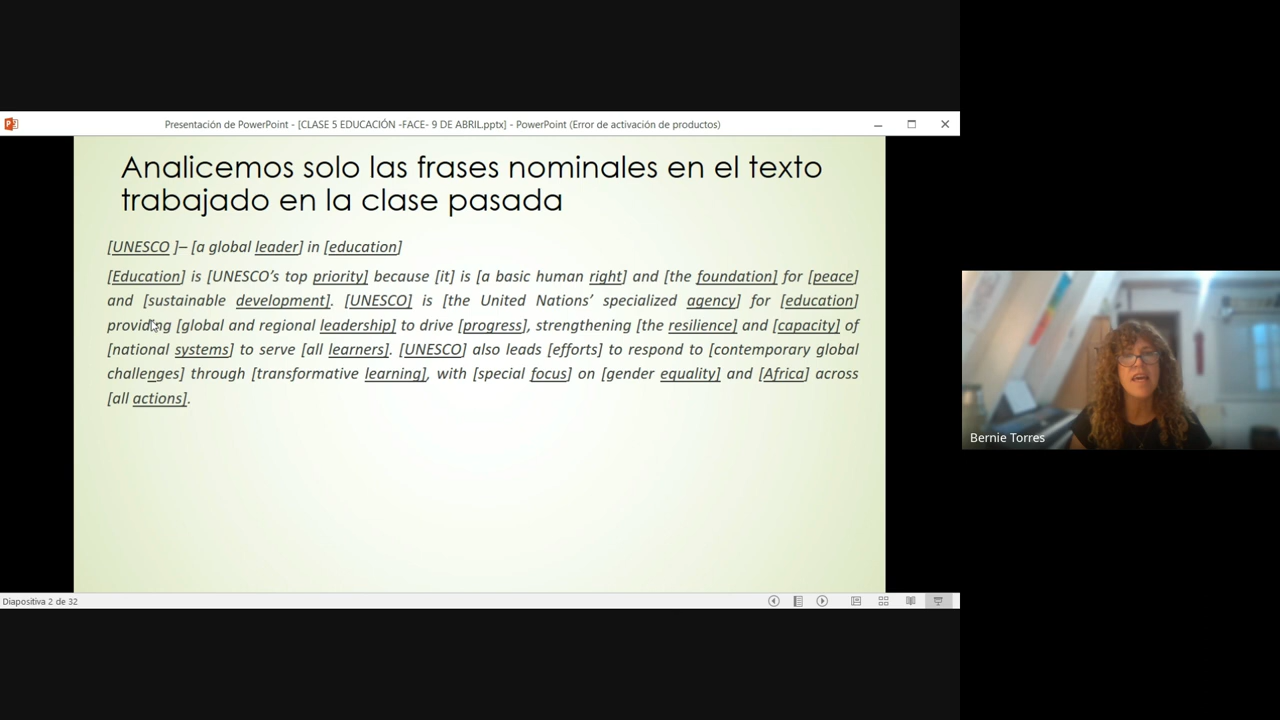 Presentación de PowerPoint - [CLASE 5 EDUCACIÓN -FACE- 9 DE ABRIL.pptx] - PowerPoint (Error de activación de productos)
Analicemos solo las frases nominales en el texto
trabajado en la clase pasada
[UNESCO ]– [a global leader] in [education]
[Education] is [UNESCO’s top priority] because [it] is [a basic human right] and [the foundation] for [peace]
and [sustainable development]. [UNESCO] is [the United Nations’ specialized agency] for [education]
providing [global and regional leadership] to drive [progress], strengthening [the resilience] and [capacity] of
[national systems] to serve [all learners]. [UNESCO] also leads [efforts] to respond to [contemporary global
challenges] through [transformative learning], with [special focus] on [gender equality] and [Africa] across
[all actions].
Bernie Torres
Diapositiva 2 de 32